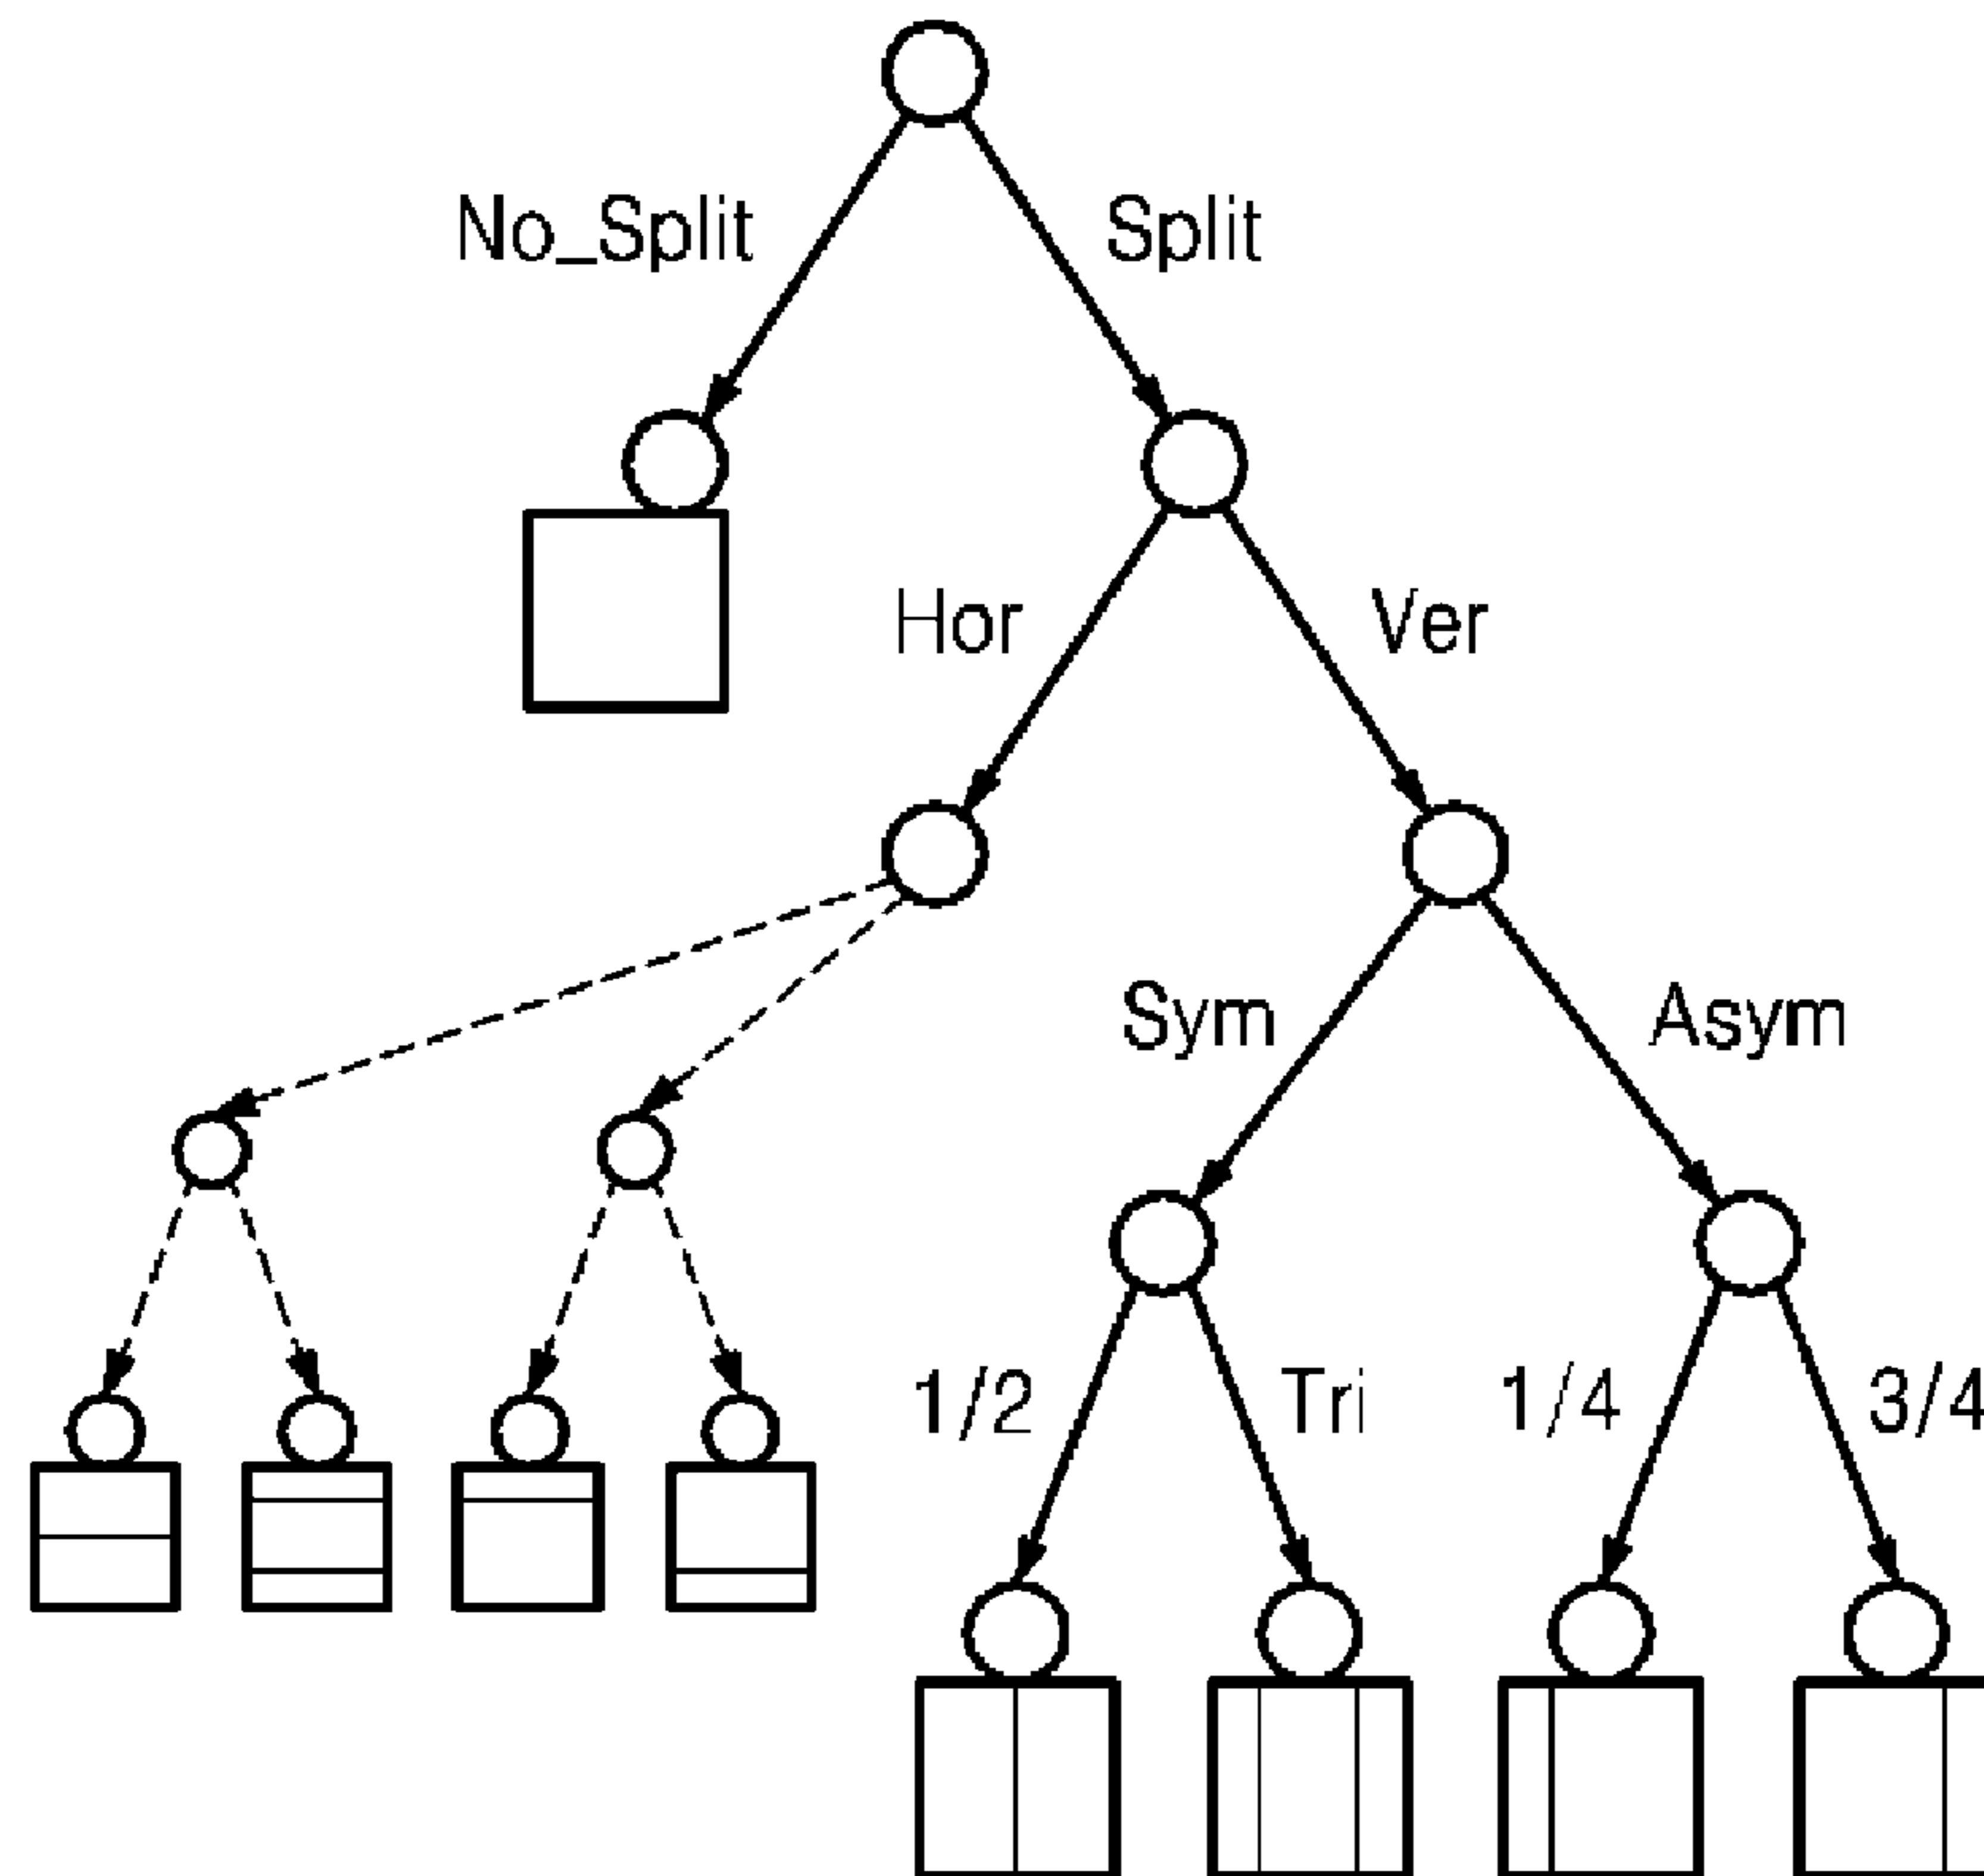 No_Split Split
Hor Ver
Sym Asym
1/2 Tri 1/4 3/4